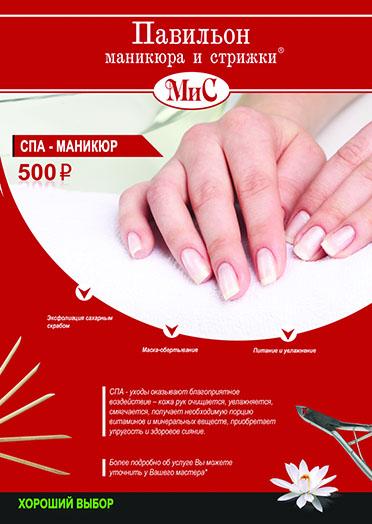 Павильон
маникюра и стрижки®
МиС
СПА - МАНИКЮР
500 ₽
Эксфолиация сахарным
скрабом
Маска-обертывание
Питание и увлажнение
СПА - уходы оказывают благоприятное
воздействие – кожа рук очищается, увлажняется,
смягчается, получает необходимую порцию
витаминов и минеральных веществ, приобретает
упругость и здоровое сияние.
Более подробно об услуге Вы можете
уточнить у Вашего мастера*
ХОРОШИЙ ВЫБОР